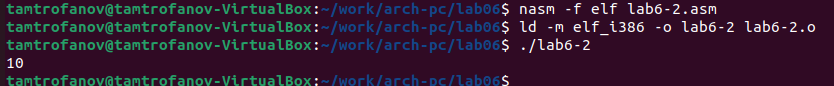 tamtrofanov@tamtrofanov-VirtualBox:~/work/arch-pc/lab06$ nasm -f elf lab6-2.asm
tamtrofanov@tamtrofanov-VirtualBox:~/work/arch-pc/lab06$ ld -m elf_i386 -o lab6-2 lab6-2.o
tamtrofanov@tamtrofanov-VirtualBox:~/work/arch-pc/lab06$ ./lab6-2
10
tamtrofanov@tamtrofanov-VirtualBox:~/work/arch-pc/lab06$